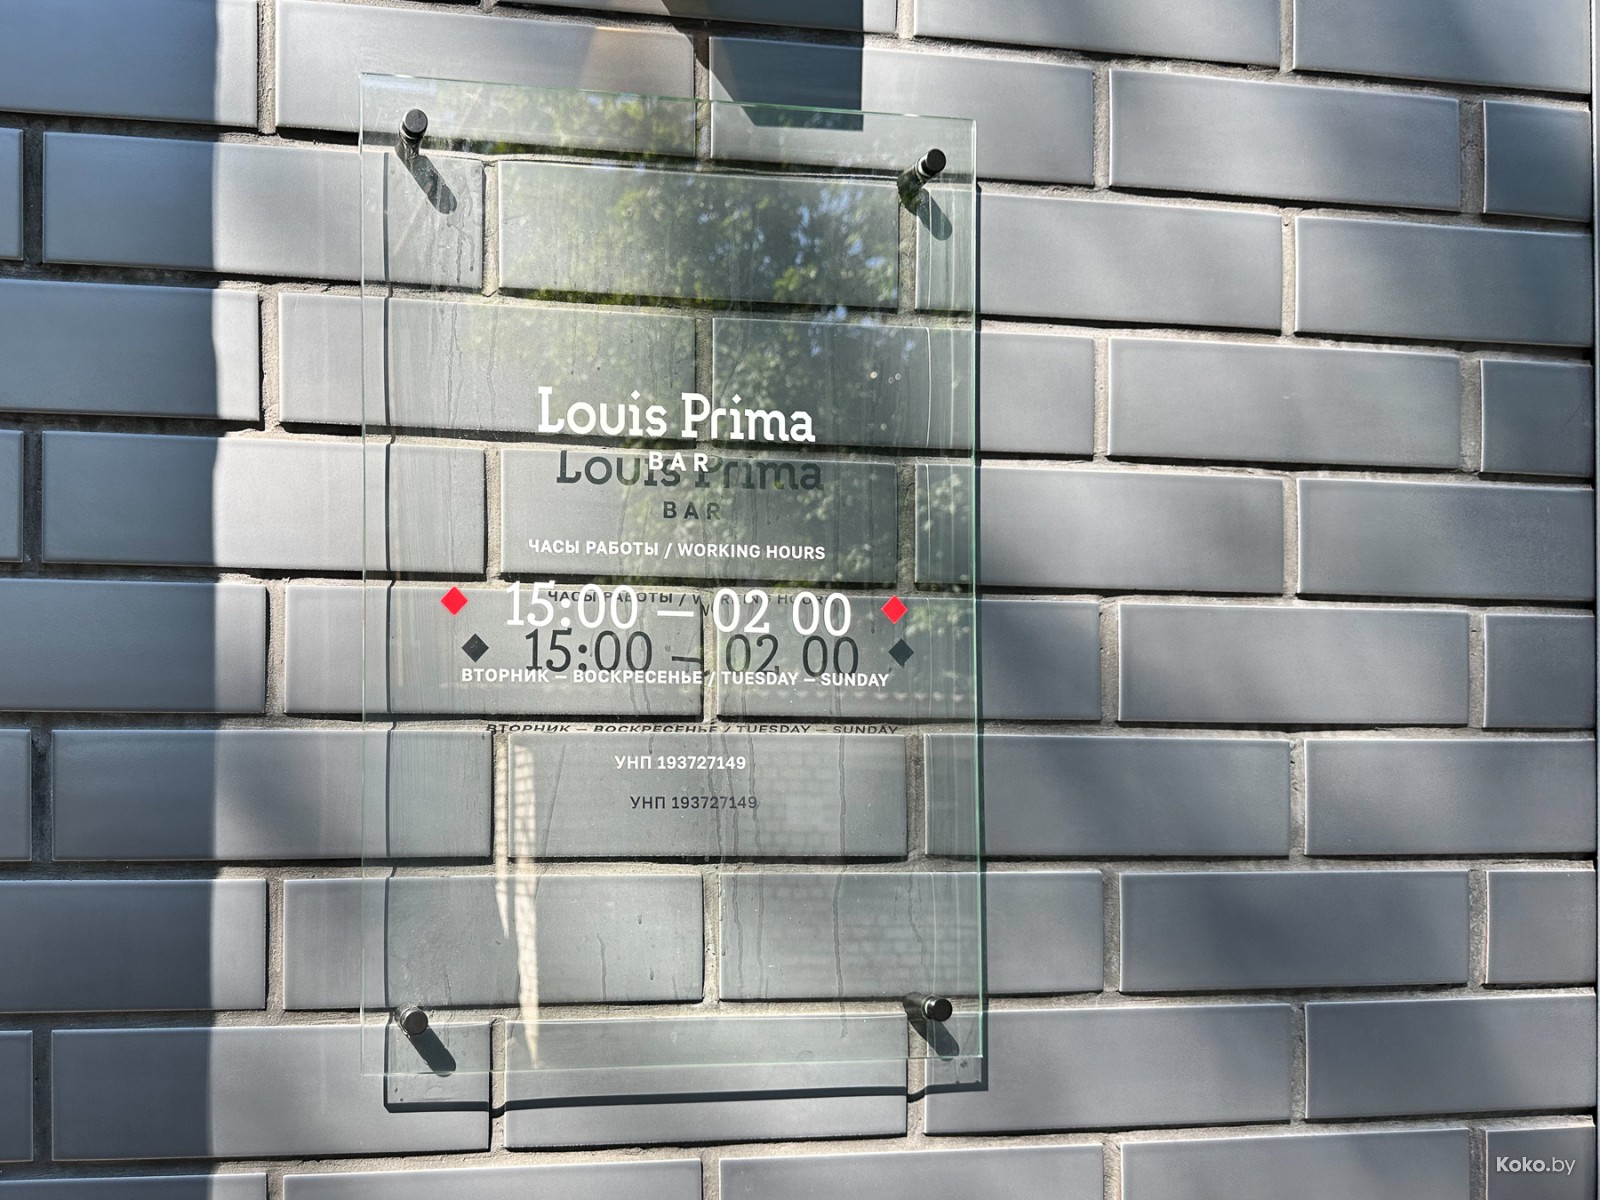 Louis Prima
BAR
ЧАСЫ РАБОТЫ / WORKING HOURS
15:00 — 02 00
ВТОРНИК — ВОСКРЕСЕНЬЕ / TUESDAY — SUNDAY
УНП 193727149
Koko.by